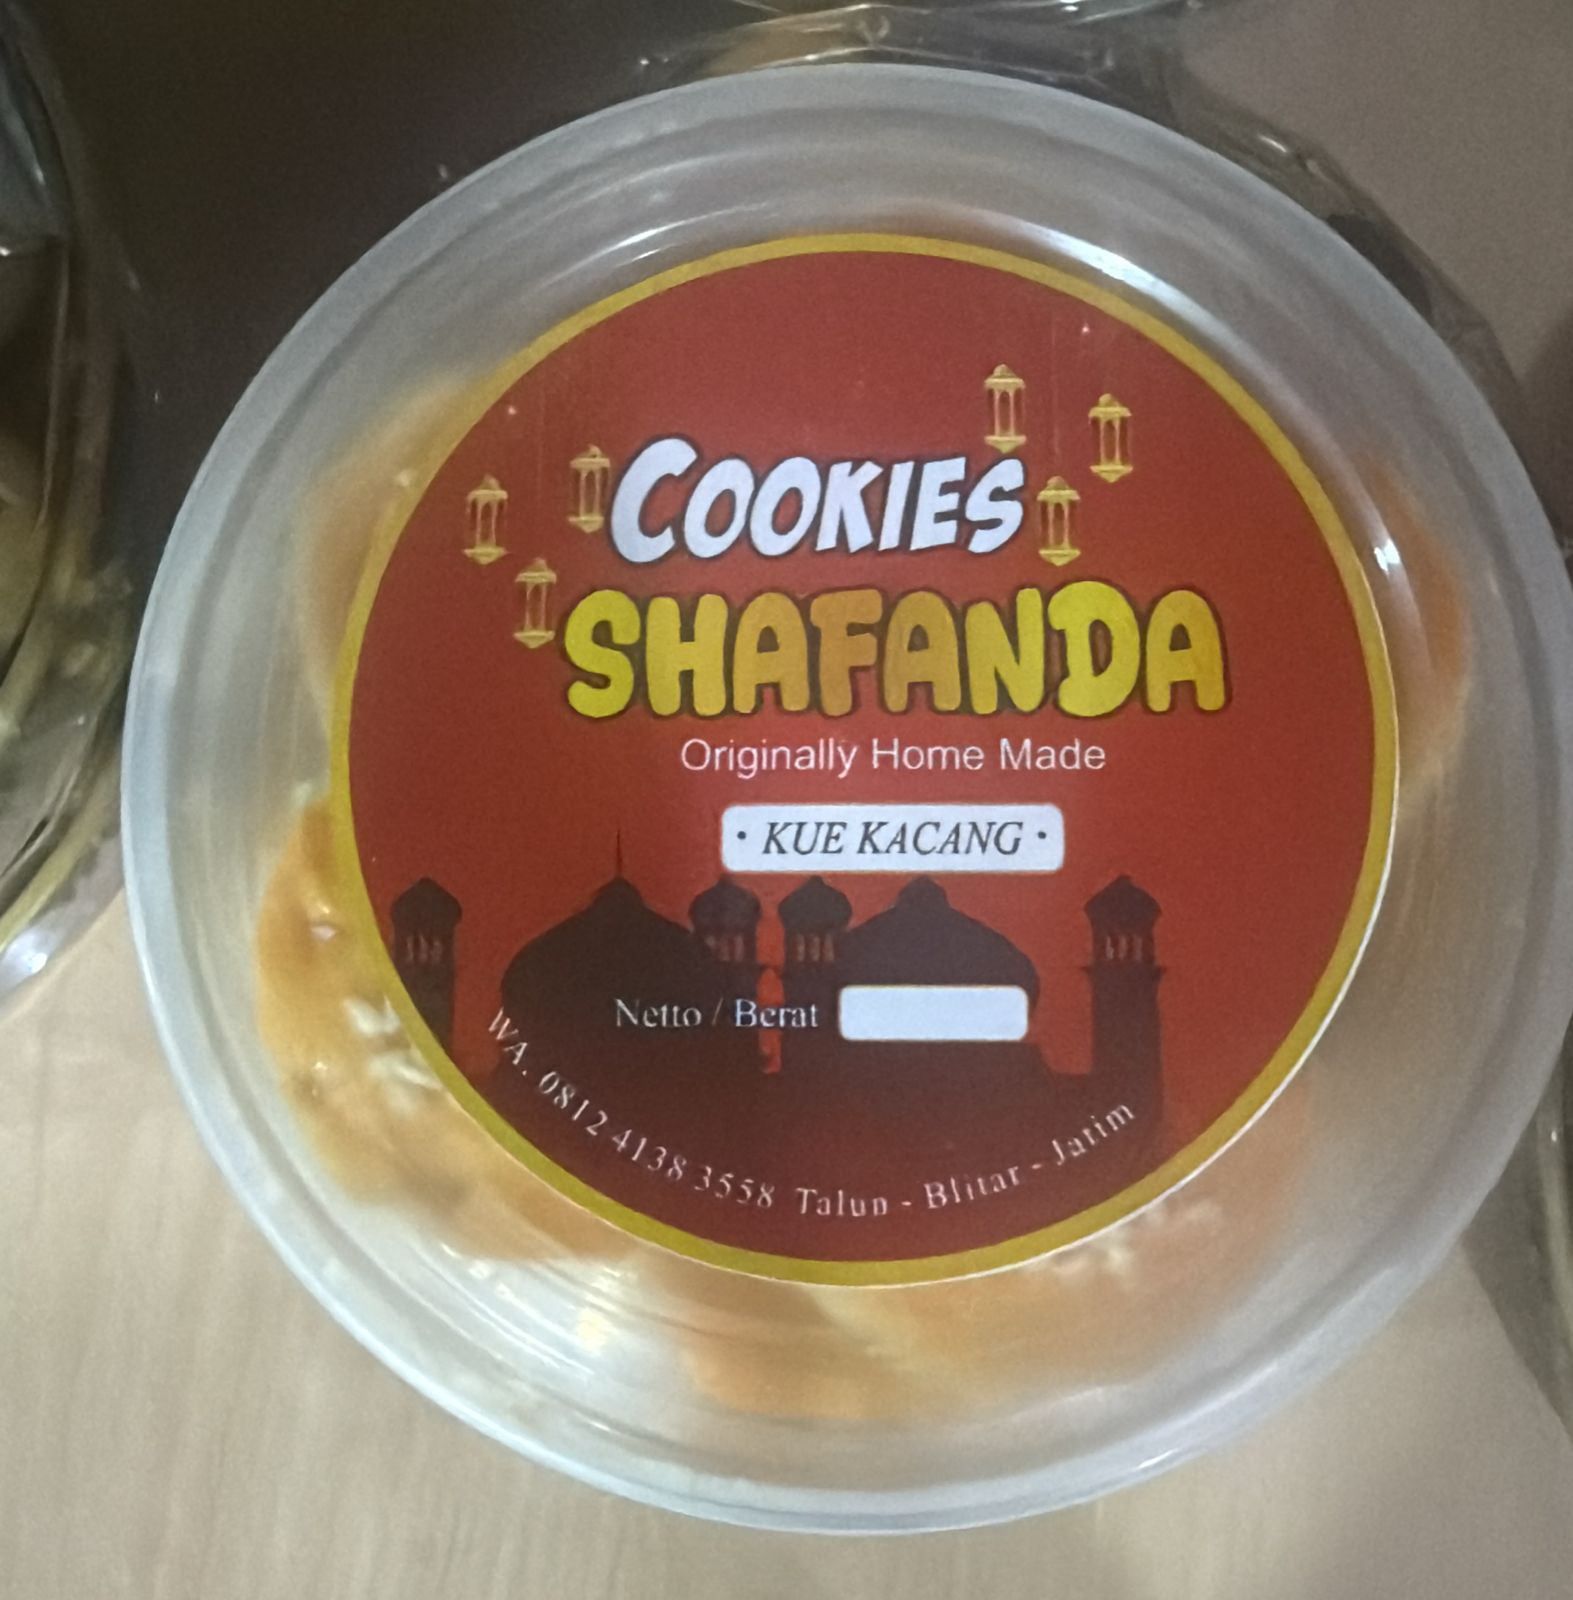 COOKIES
SHAFANDA
Originally Home Made
· KUE KACANG ·
Netto / Berat
WA. 0812 4138 3558 Talun - Blitar - Jatim